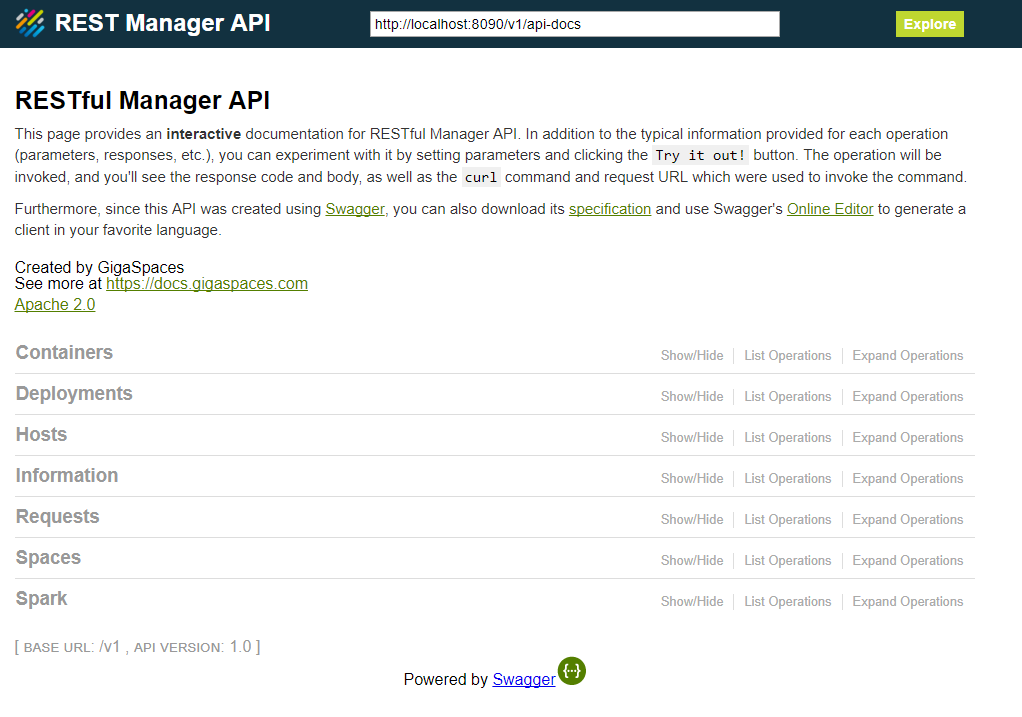 REST Manager API http://localhost:8090/v1/api-docs Explore
RESTful Manager API
This page provides an interactive documentation for RESTful Manager API. In addition to the typical information provided for each operation
(parameters, responses, etc.), you can experiment with it by setting parameters and clicking the Try it out! button. The operation will be
invoked, and you'll see the response code and body, as well as the curl command and request URL which were used to invoke the command.
Furthermore, since this API was created using Swagger, you can also download its specification and use Swagger's Online Editor to generate a
client in your favorite language.
Created by GigaSpaces
See more at https://docs.gigaspaces.com
Apache 2.0
Containers Show/Hide List Operations Expand Operations
Deployments Show/Hide List Operations Expand Operations
Hosts Show/Hide List Operations Expand Operations
Information Show/Hide List Operations Expand Operations
Requests Show/Hide List Operations Expand Operations
Spaces Show/Hide List Operations Expand Operations
Spark Show/Hide List Operations Expand Operations
[ BASE URL: /v1 , API VERSION: 1.0 ]
Powered by Swagger {···}